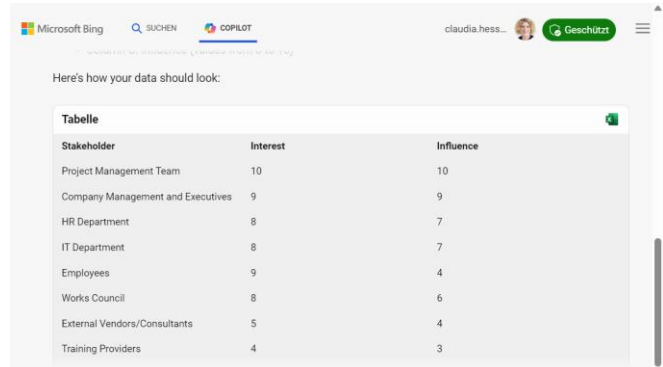 Microsoft Bing SUCHEN COPILOT claudia.hess... Geschützt
Here's how your data should look:
Tabelle
Stakeholder Interest Influence
Project Management Team 10 10
Company Management and Executives 9 9
HR Department 8 7
IT Department 8 7
Employees 9 4
Works Council 8 6
External Vendors/Consultants 5 4
Training Providers 4 3